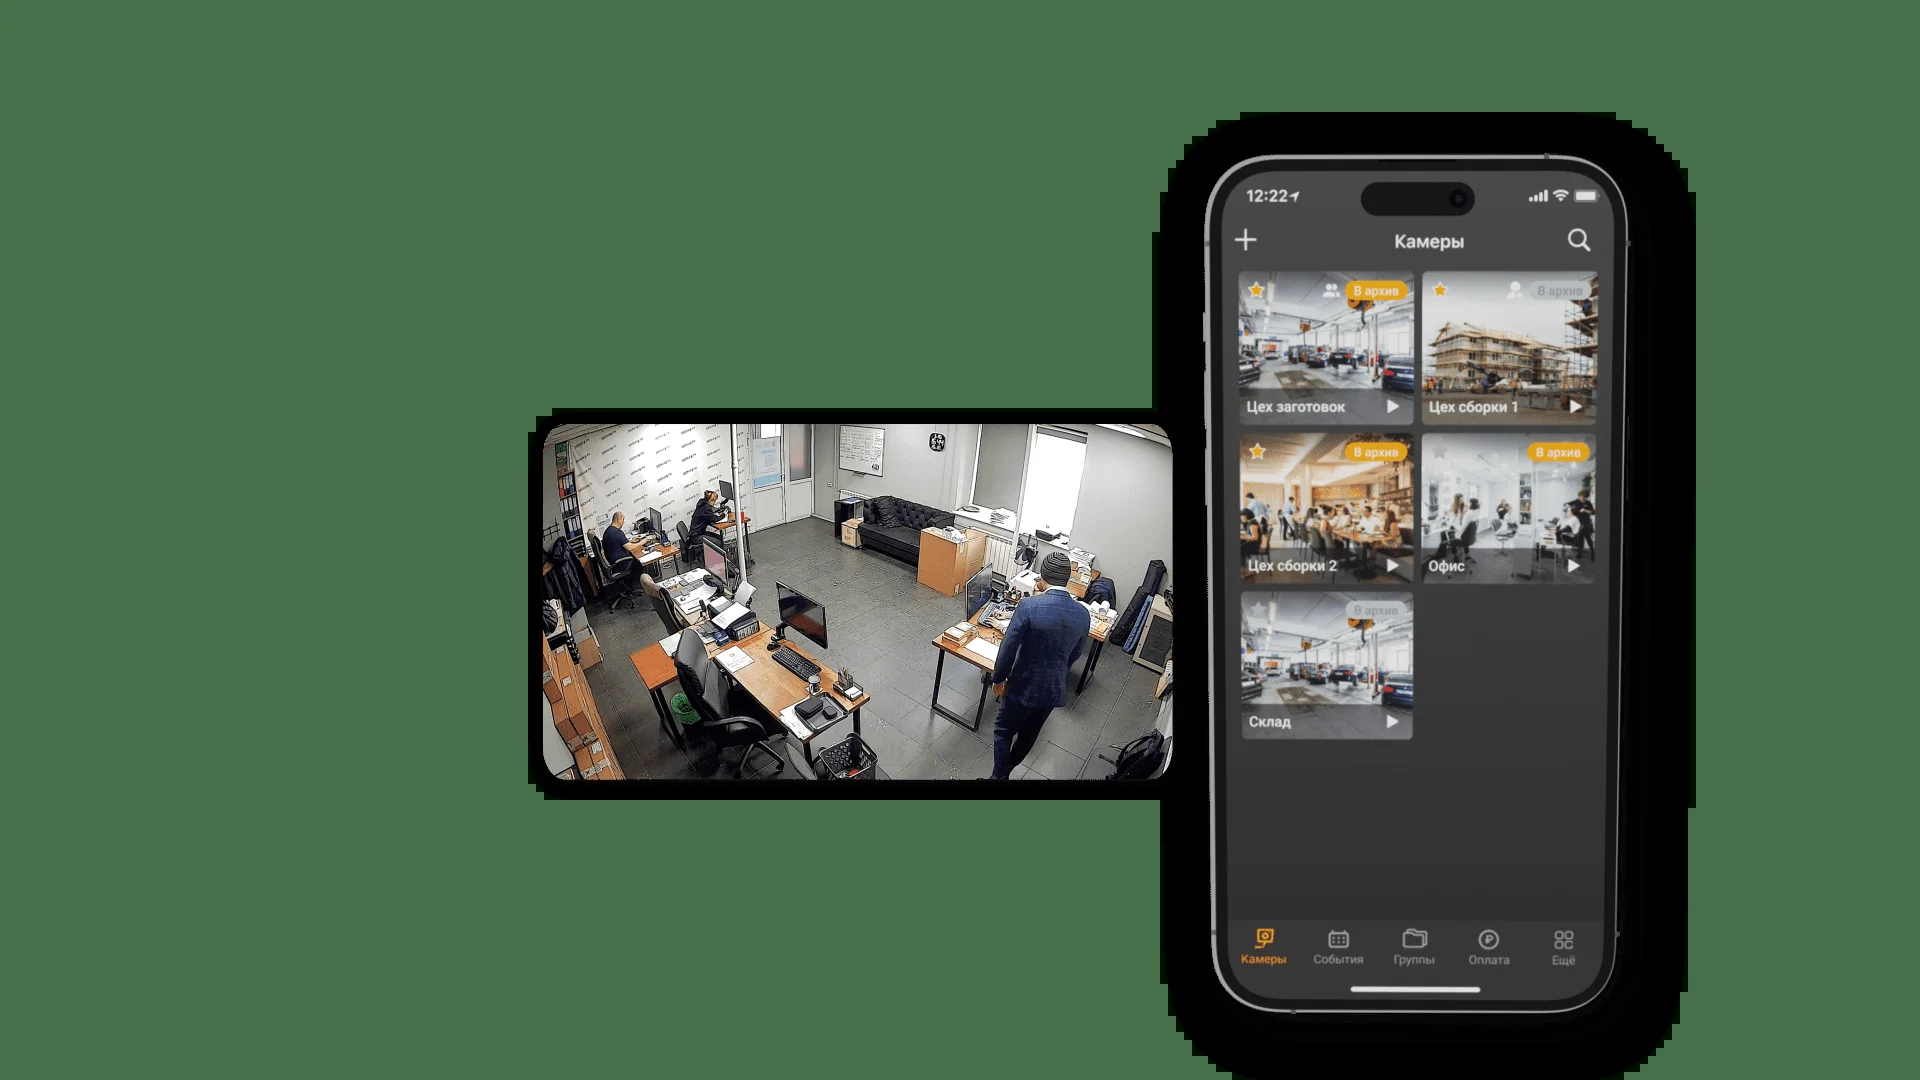 12:22
Камеры
В архив
В архив
Цех заготовок
Цех сборки 1
В архив
В архив
Цех сборки 2
Офис
В архив
Склад
Камеры
События
Группы
Оплата
Ещё